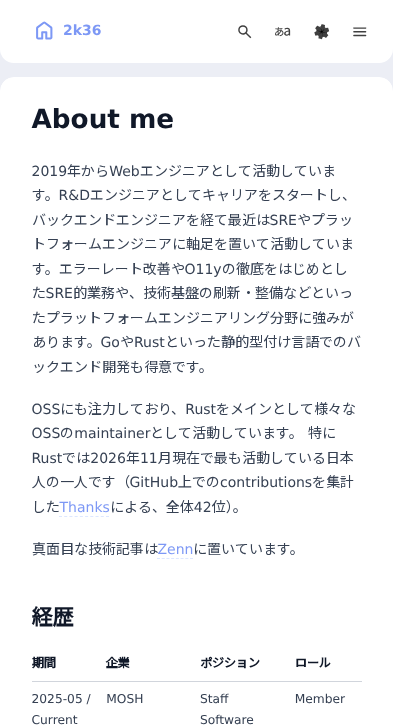 2k36
あa
About me
2019年からWebエンジニアとして活動していま
す。R&Dエンジニアとしてキャリアをスタートし、
バックエンドエンジニアを経て最近はSREやプラッ
トフォームエンジニアに軸足を置いて活動していま
す。エラーレート改善やO11yの徹底をはじめとし
たSRE的業務や、技術基盤の刷新・整備などといっ
たプラットフォームエンジニアリング分野に強みが
あります。GoやRustといった静的型付け言語でのバ
ックエンド開発も得意です。
OSSにも注力しており、Rustをメインとして様々な
OSSのmaintainerとして活動しています。 特に
Rustでは2026年11月現在で最も活動している日本
人の一人です（GitHub上でのcontributionsを集計
したThanksによる、全体42位）。
真面目な技術記事はZennに置いています。
経歴
期間 企業 ポジション ロール
2025-05 / MOSH Staff Member
Current Software